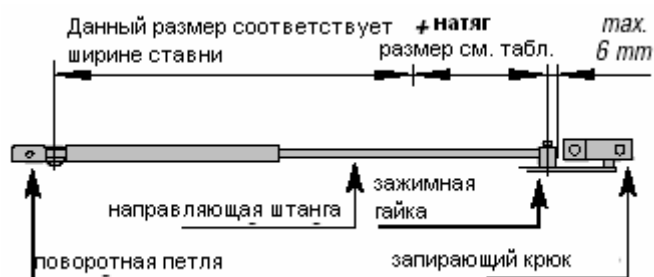 Данный размер соответствует
ширине ставни
+ натяг
размер см. табл.
max.
6 mm
зажимная
гайка
направляющая штанга
поворотная петля
запирающий крюк